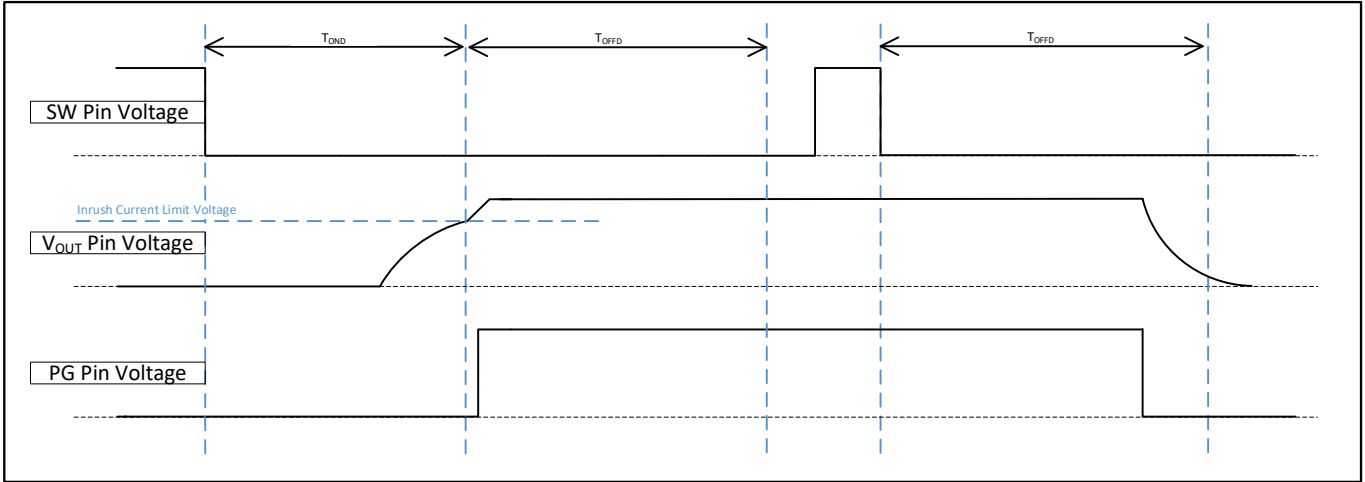 TOND
TOFFD
TOFFD
SW Pin Voltage
Inrush Current Limit Voltage
VOUT Pin Voltage
PG Pin Voltage